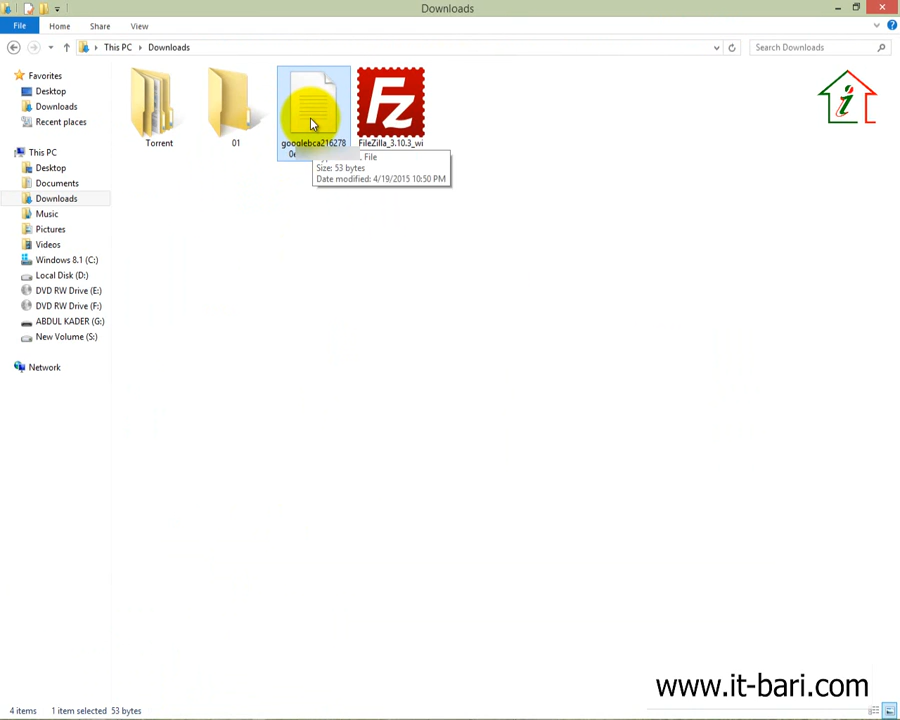 Downloads
File
Home
Share
View
This PC
Downloads
Search Downloads
Favorites
Desktop
Downloads
Recent places
This PC
Desktop
Documents
Downloads
Music
Pictures
Videos
Windows 8.1 (C:)
Local Disk (D:)
DVD RW Drive (E:)
DVD RW Drive (F:)
ABDUL KADER (G:)
New Volume (S:)
Network
Torrent
01
googlebca216278
FileZilla_3.10.3_wi
File
Size: 53 bytes
Date modified: 4/19/2015 10:50 PM
i
www.it-bari.com
4 items
1 item selected 53 bytes